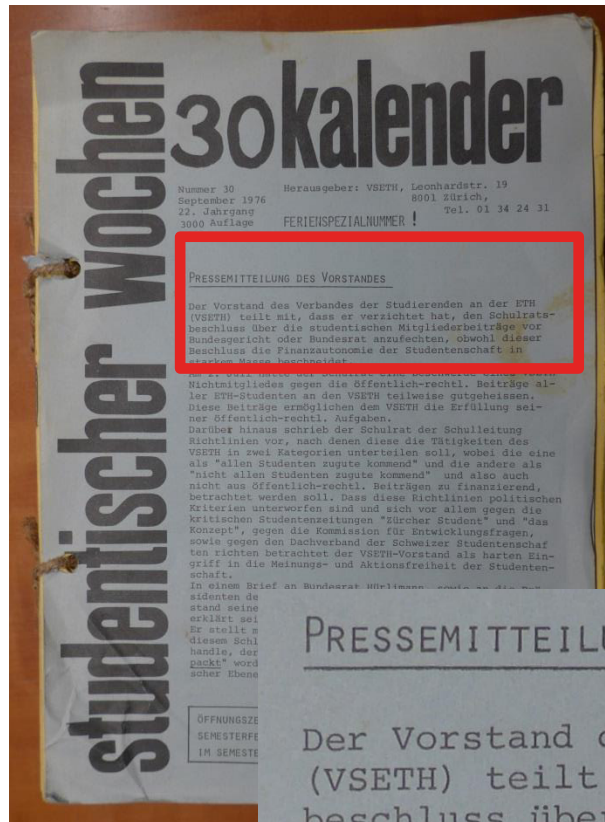 studentischer wochen
30kalender
Nummer 30
September 1976
22. Jahrgang
3000 Auflage
Herausgeber: VSETH, Leonhardstr. 19
8001 Zürich,
Tel. 01 34 24 31
FERIENSPEZIALNUMMER !
PRESSEMITTEILUNG DES VORSTANDES
Der Vorstand des Verbandes der Studierenden an der ETH
(VSETH) teilt mit, dass er verzichtet hat, den Schulrats-
beschluss über die studentischen Mitgliederbeiträge vor
Bundesgericht oder Bundesrat anzufechten, obwohl dieser
Beschluss die Finanzautonomie der Studentenschaft in
starkem Masse beschneidet.
Nichtmitgliedes gegen die öffentlich-rechtl. Beiträge al-
ler ETH-Studenten an den VSETH teilweise gutgeheissen.
Diese Beiträge ermöglichen dem VSETH die Erfüllung sei-
ner öffentlich-rechtl. Aufgaben.
Darüber hinaus schrieb der Schulrat der Schulleitung
Richtlinien vor, nach denen diese die Tätigkeiten des
VSETH in zwei Kategorien unterteilen soll, wobei die eine
als "allen Studenten zugute kommend" und die andere als
"nicht allen Studenten zugute kommend" und also auch
nicht aus öffentlich-rechtl. Beiträgen zu finanzierend,
betrachtet werden soll. Dass diese Richtlinien politischen
Kriterien unterworfen sind und sich vor allem gegen die
kritischen Studentenzeitungen "Zürcher Student" und "das
Konzept", gegen die Kommission für Entwicklungsfragen,
sowie gegen den Dachverband der Schweizer Studentenschaf
ten richten betrachtet der VSETH-Vorstand als harten Ein-
griff in die Meinungs- und Aktionsfreiheit der Studenten-
schaft.
In einem Brief an Bundesrat Hürlimann, sowie an die
sidenten de
stand seine
erklärt sei
Er stellt m
diesem Schl
handle, der
packt" word
scher Ebene
ÖFFNUNGSZE
SEMESTERFE
IM SEMESTE
PRESSEMITTEIL
Der Vorstand
(VSETH) teilt
beschluss über